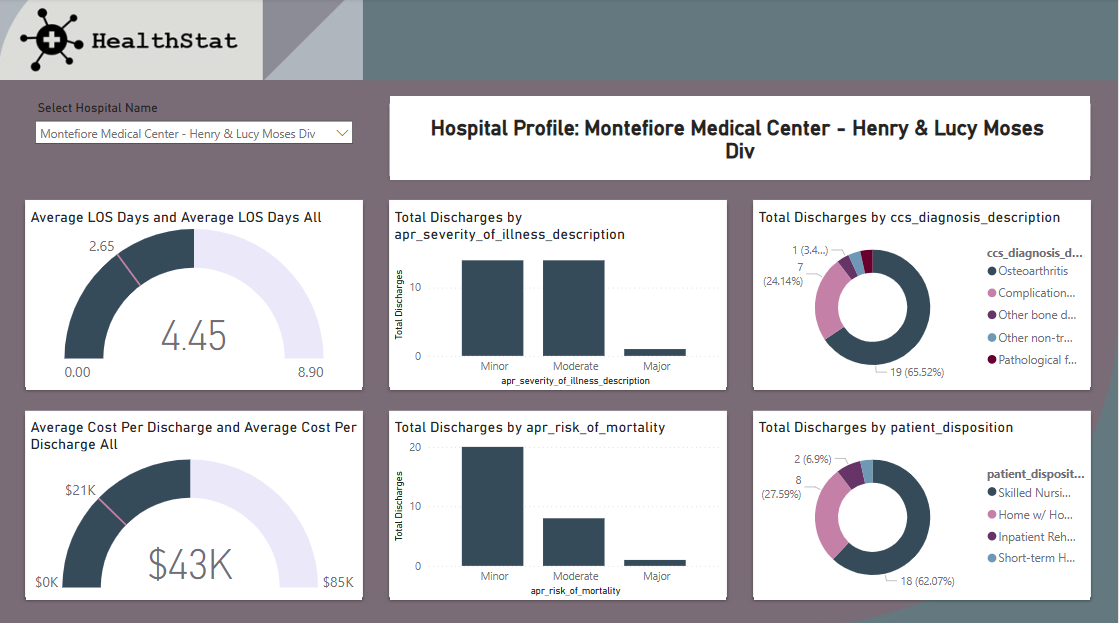 HealthStat
Select Hospital Name
Montefiore Medical Center - Henry & Lucy Moses Div
Hospital Profile: Montefiore Medical Center - Henry & Lucy Moses
Div
Average LOS Days and Average LOS Days All
2.65
4.45
0.00
8.90
Total Discharges by
apr_severity_of_illness_description
Total Discharges
10
0
Minor
Moderate
Major
apr_severity_of_illness_description
Total Discharges by ccs_diagnosis_description
1 (3.4...)
7
(24.14%)
19 (65.52%)
ccs_diagnosis_d...
Osteoarthritis
Complication...
Other bone d...
Other non-tr...
Pathological f...
Average Cost Per Discharge and Average Cost Per
Discharge All
$21K
$43K
$0K
$85K
Total Discharges by apr_risk_of_mortality
Total Discharges
20
10
0
Minor
Moderate
Major
apr_risk_of_mortality
Total Discharges by patient_disposition
2 (6.9%)
8
(27.59%)
18 (62.07%)
patient_disposit...
Skilled Nursi...
Home w/ Ho...
Inpatient Reh...
Short-term H...